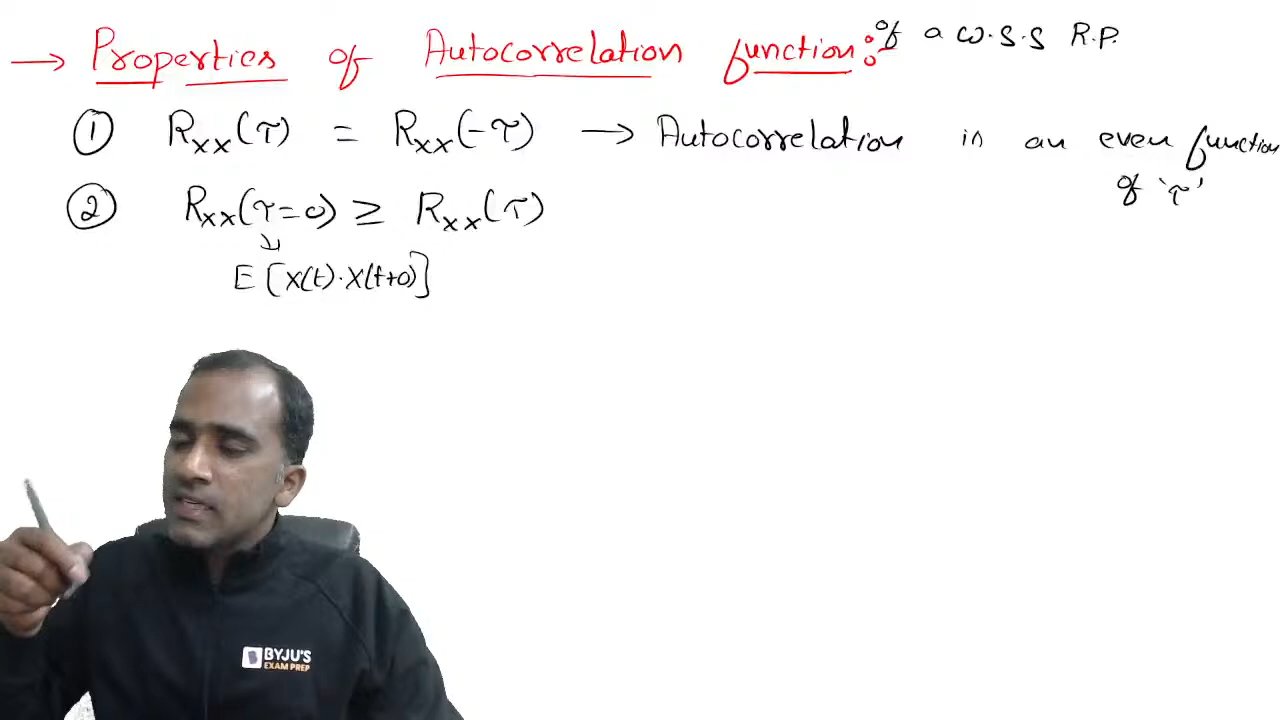 → Properties of Autocorrelation function: of a W.S.S R.P.
① Rxx(τ) = Rxx(-τ) → Autocorrelation in an even function
of 'τ'
② Rxx(τ=0) ≥ Rxx(τ)
E[X(t)·X(t+0)]
BYJU'S
EXAM PREP